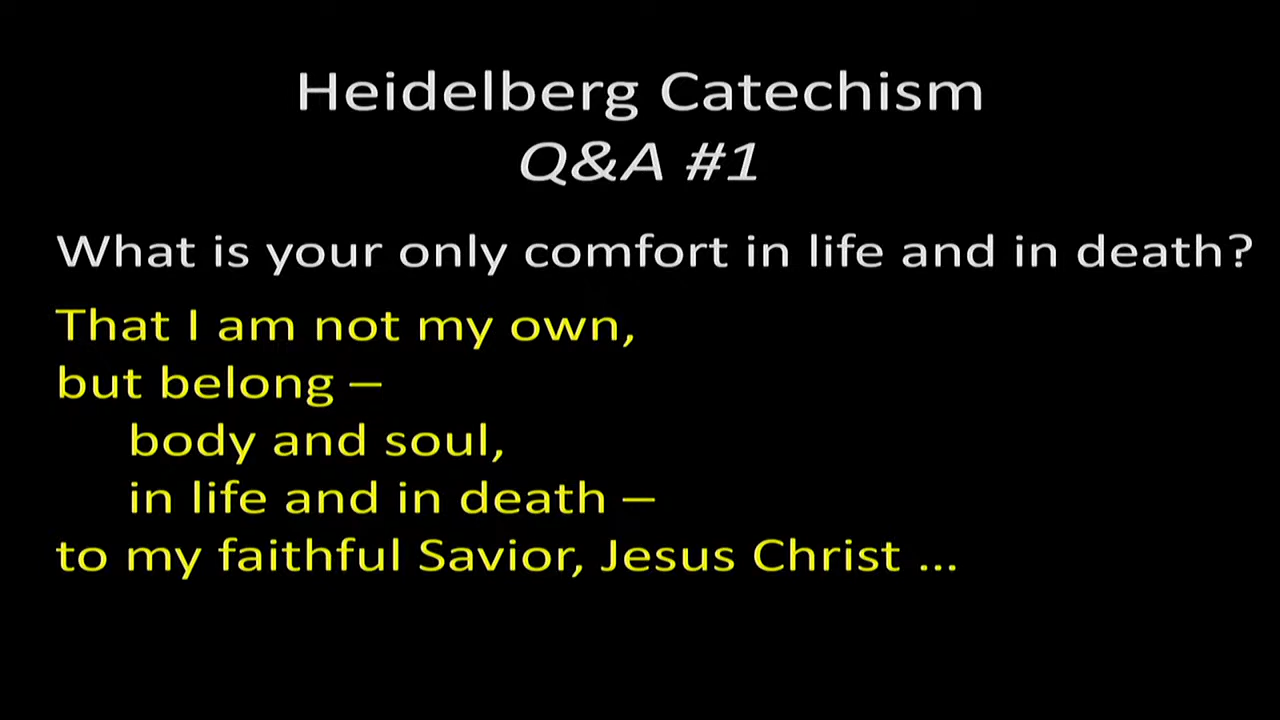 Heidelberg Catechism
Q&A #1
What is your only comfort in life and in death?
That I am not my own,
but belong –
body and soul,
in life and in death –
to my faithful Savior, Jesus Christ ...